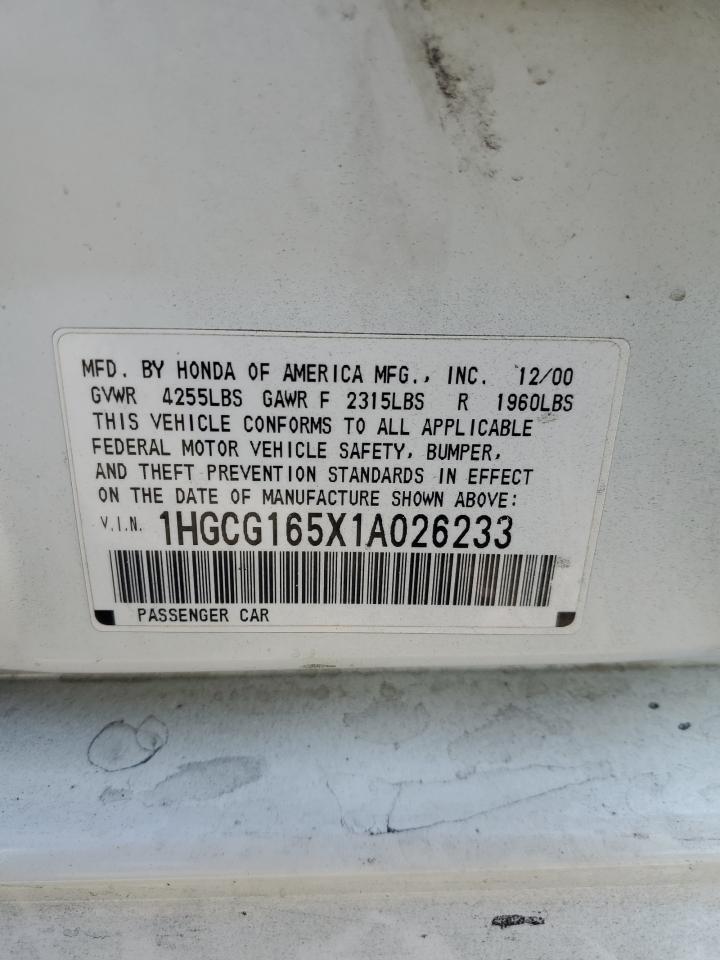 MFD. BY HONDA OF AMERICA MFG., INC. 12/00
GVWR 4255LBS GAWR F 2315LBS R 1960LBS
THIS VEHICLE CONFORMS TO ALL APPLICABLE
FEDERAL MOTOR VEHICLE SAFETY, BUMPER,
AND THEFT PREVENTION STANDARDS IN EFFECT
ON THE DATE OF MANUFACTURE SHOWN ABOVE:
V.I.N. 1HGCG165X1A026233
PASSENGER CAR